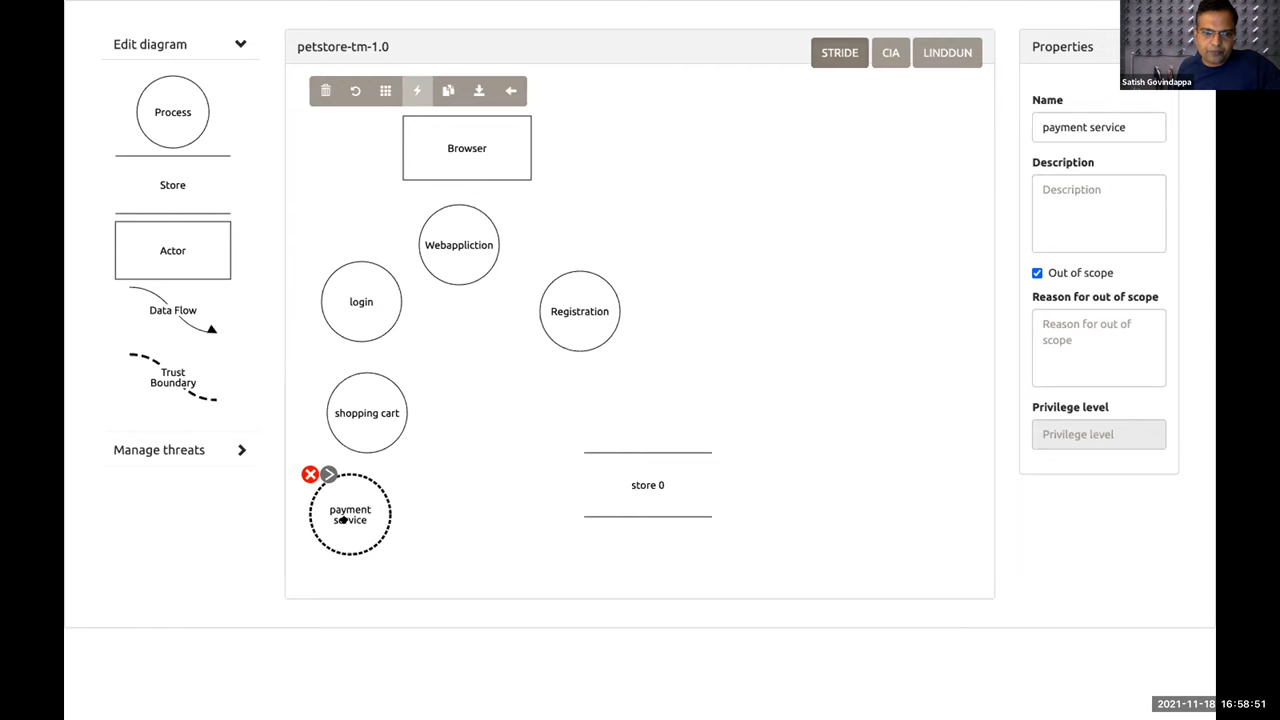 Edit diagram
Process
Store
Actor
Data Flow
Trust
Boundary
Manage threats
petstore-tm-1.0
STRIDE
CIA
LINDDUN
Browser
Webappliction
login
Registration
shopping cart
payment
service
store 0
Properties
Satish Govindappa
Name
payment service
Description
Description
Out of scope
Reason for out of scope
Reason for out of
scope
Privilege level
Privilege level
2021-11-18 16:58:51